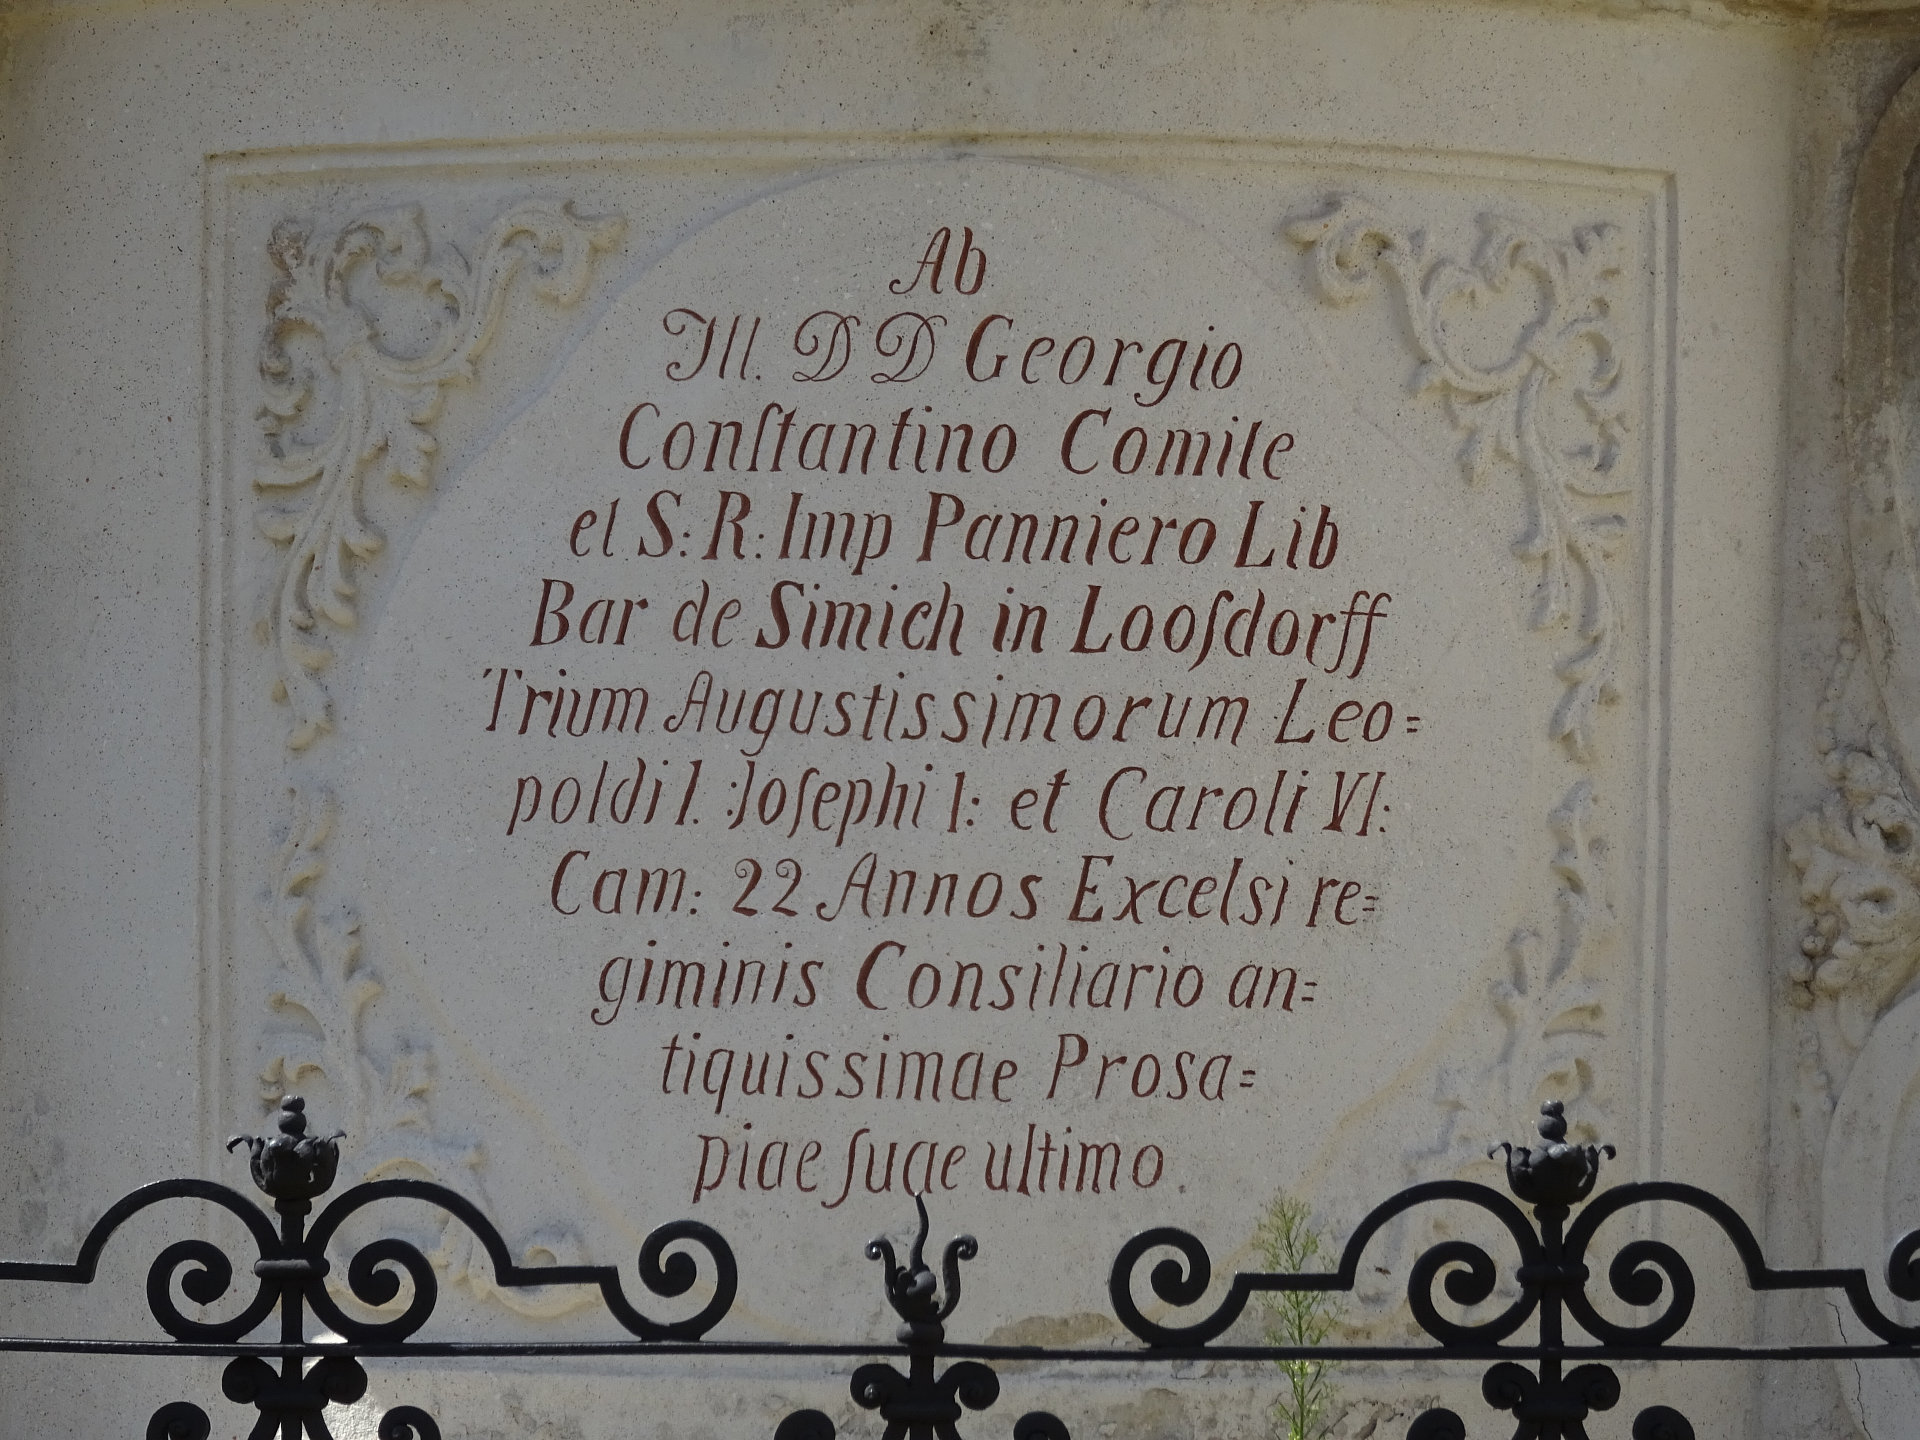 Ab
Ill. D D Georgio
Conſtantino Comite
et S: R: Imp Panniero Lib
Bar de Simich in Looſdorff
Trium Augustissimorum Leo=
poldi I. :Joſephi I: et Caroli VI:
Cam: 22 Annos Excelsi re=
giminis Consiliario an=
tiquissimae Prosa=
piae ſuae ultimo